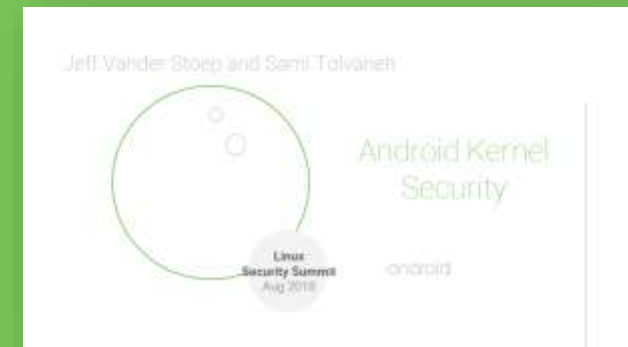 Jeff Vander Stoep and Sami Tolvanen
Android Kernel
Security
Linux
Security Summit
Aug 2018
android